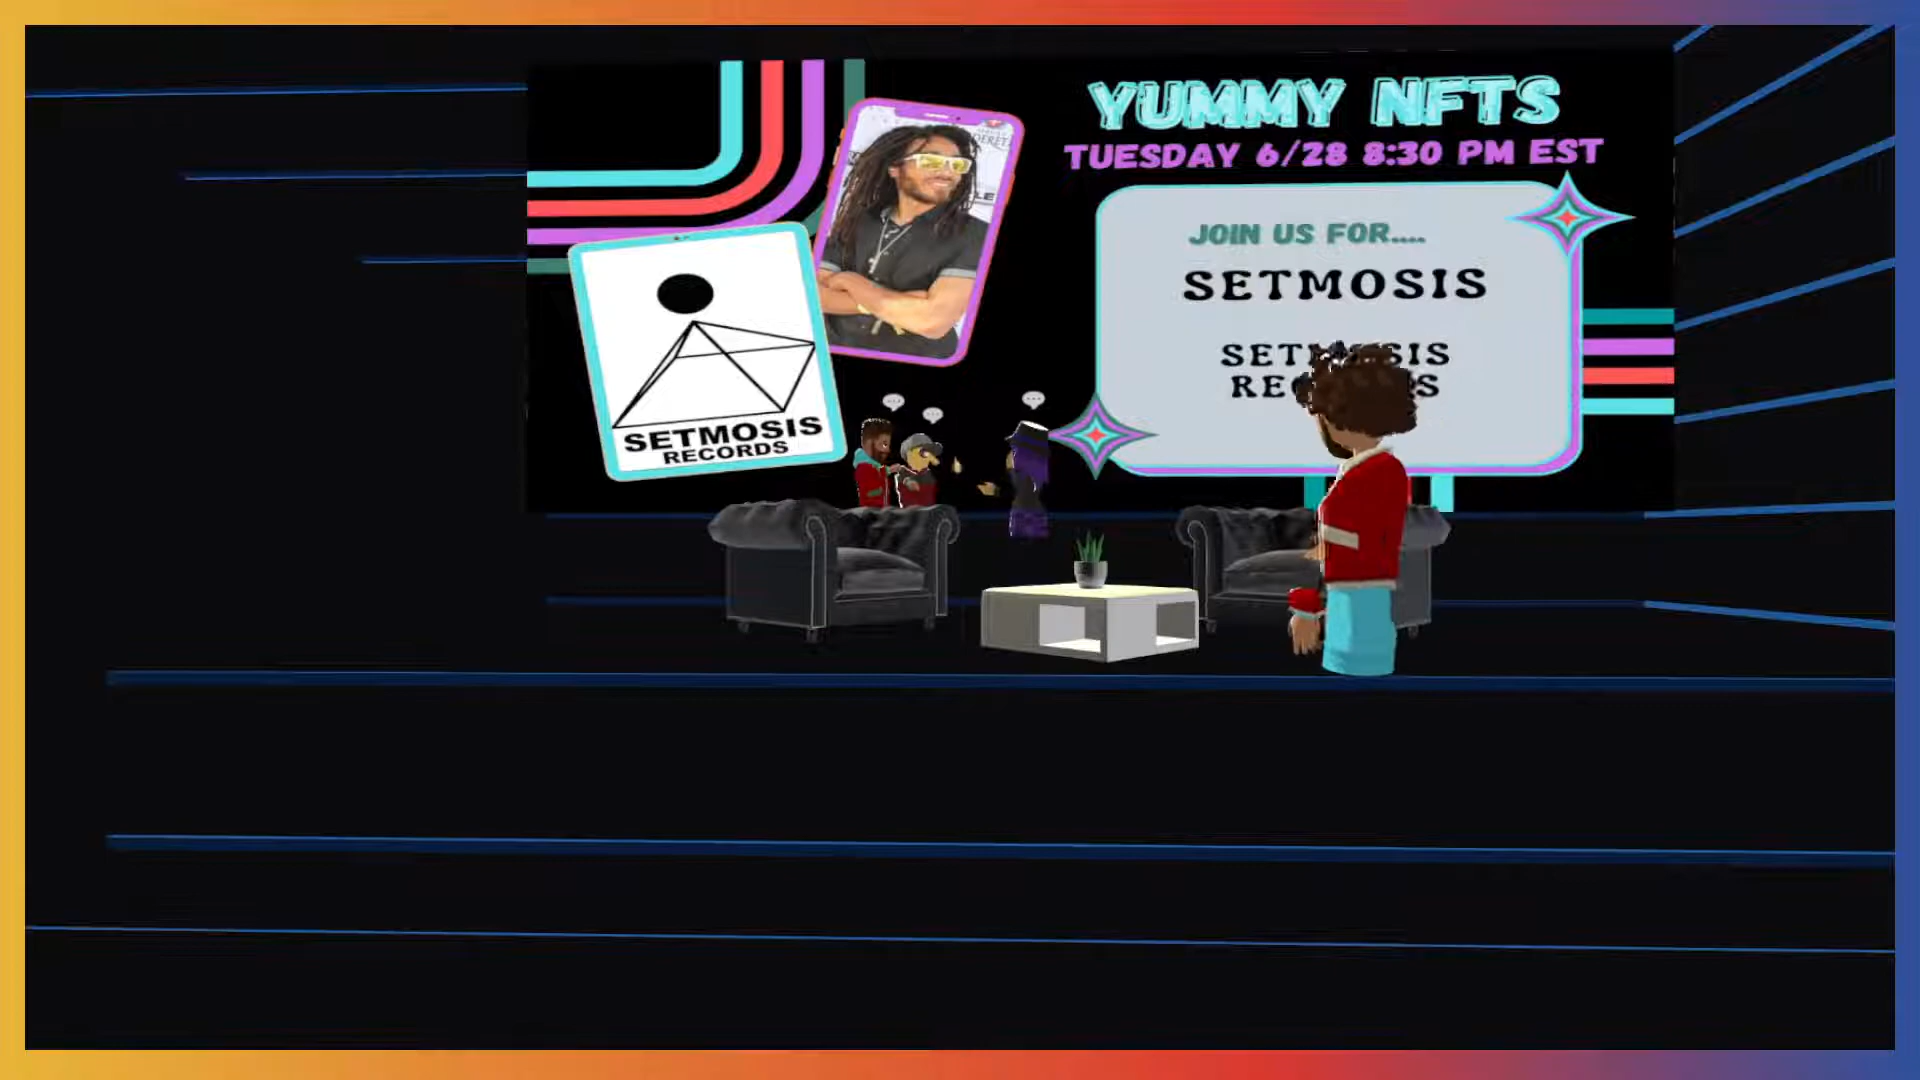 YUMMY NFTS
TUESDAY 6/28 8:30 PM EST
JOIN US FOR....
SETMOSIS
SETMOSIS
RECORDS